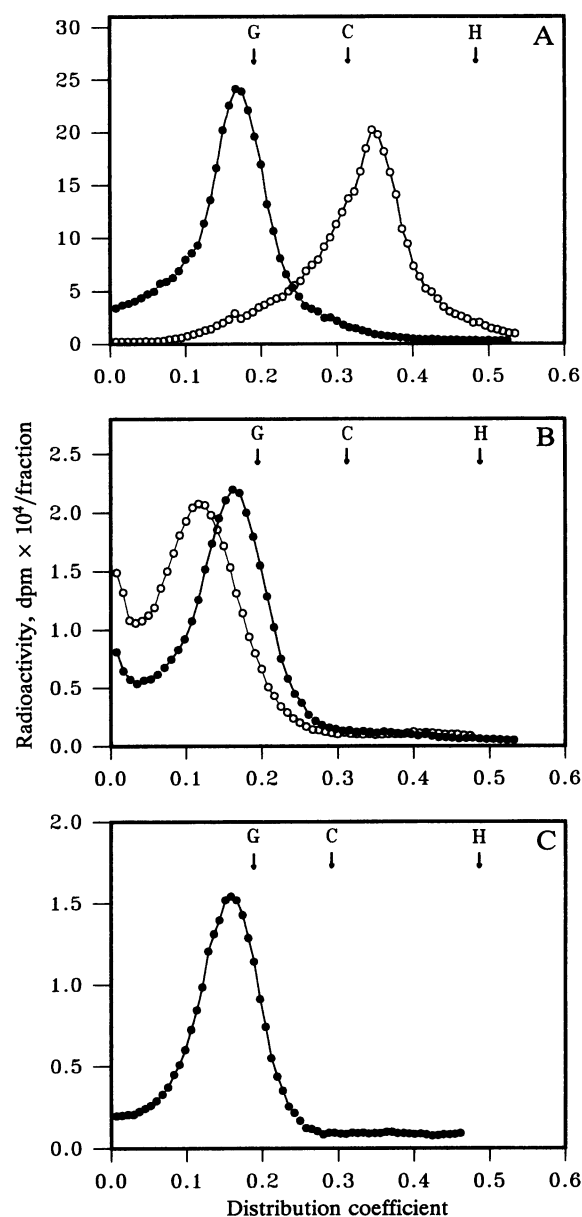 G C H A
30
25
20
15
10
5
0
0.0 0.1 0.2 0.3 0.4 0.5 0.6
G C H B
2.5
2.0
1.5
1.0
0.5
0.0
0.0 0.1 0.2 0.3 0.4 0.5 0.6
Radioactivity, dpm × 10⁴/fraction
2.0
G C H C
1.5
1.0
0.5
0.0
0.0 0.1 0.2 0.3 0.4 0.5 0.6
Distribution coefficient